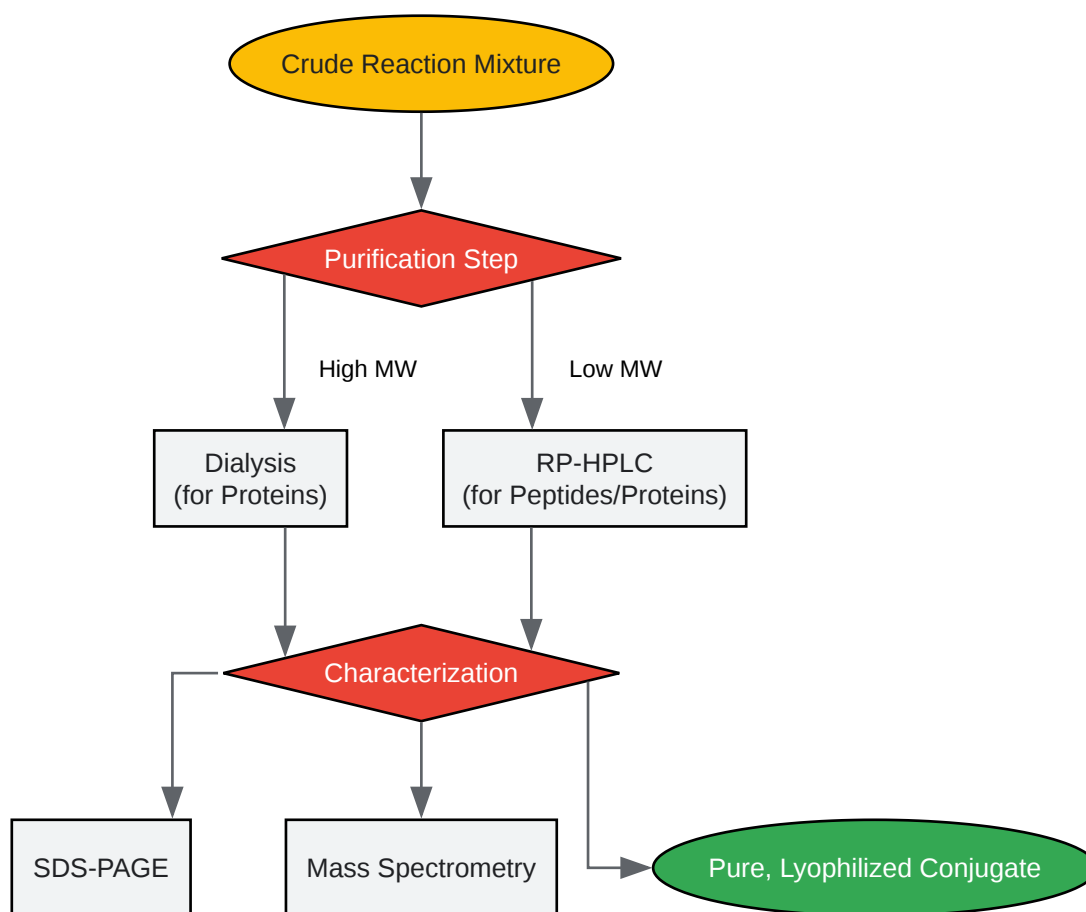 Crude Reaction Mixture
Purification Step
High MW
Low MW
Dialysis
(for Proteins)
RP-HPLC
(for Peptides/Proteins)
Characterization
SDS-PAGE
Mass Spectrometry
Pure, Lyophilized Conjugate